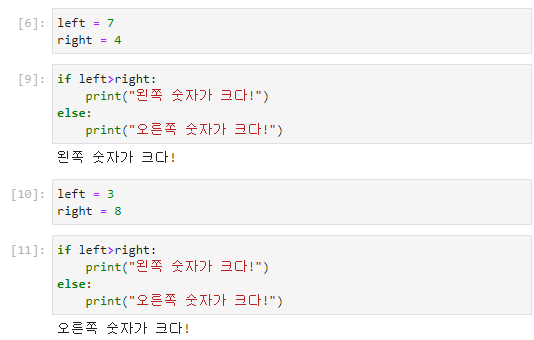 [6]: left = 7
right = 4
[9]: if left>right:
    print("왼쪽 숫자가 크다!")
else:
    print("오른쪽 숫자가 크다!")
왼쪽 숫자가 크다!
[10]: left = 3
right = 8
[11]: if left>right:
    print("왼쪽 숫자가 크다!")
else:
    print("오른쪽 숫자가 크다!")
오른쪽 숫자가 크다!